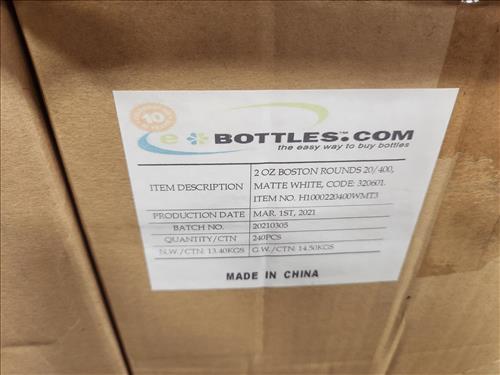 10
e BOTTLES.COM
the easy way to buy bottles
ITEM DESCRIPTION
2 OZ BOSTON ROUNDS 20/400,
MATTE WHITE, CODE: 320601.
ITEM NO. H1000220400WMT3
PRODUCTION DATE MAR. 1ST, 2021
BATCH NO. 20210305
QUANTITY/CTN 240PCS
N.W./CTN: 13.40KGS G.W./CTN: 14.50KGS
MADE IN CHINA